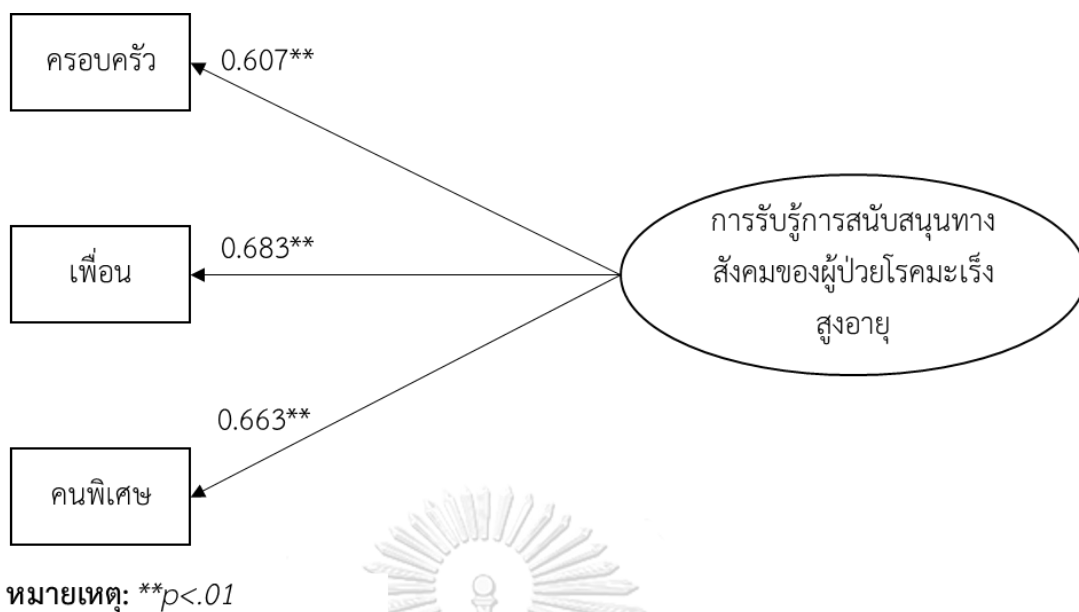 ครอบครัว
0.607**
การรับรู้การสนับสนุนทาง
สังคมของผู้ป่วยโรคมะเร็ง
สูงอายุ
เพื่อน
0.683**
0.663**
คนพิเศษ
หมายเหตุ: **p<.01